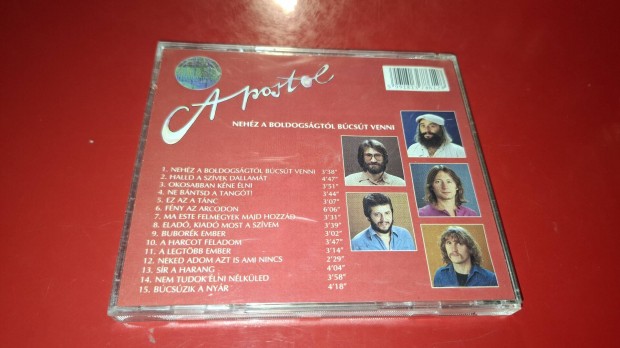 Apostol
NEHÉZ A BOLDOGSÁGTÓL BÚCSÚT VENNI
1. NEHÉZ A BOLDOGSÁGTÓL BÚCSÚT VENNI 3'38"
2. HALLD A SZÍVEK DALLAMÁT 4'47"
3. OKOSABBAN KÉNE ÉLNI 3'51"
4. NE BÁNTSD A TANGÓT! 3'44"
5. EZ AZ A TÁNC 3'07"
6. FÉNY AZ ARCODON 6'06"
7. MA ESTE FELMEGYEK MAJD HOZZÁD 3'31"
8. ELADÓ, KIADÓ MOST A SZÍVEM 3'39"
9. BUBORÉK EMBER 3'02"
10. A HARCOT FELADOM 3'47"
11. A LEGTÖBB EMBER 3'14"
12. NEKED ADOM AZT IS AMI NINCS 2'29"
13. SÍR A HARANG 4'04"
14. NEM TUDOK ÉLNI NÉLKÜLED 3'58"
15. BÚCSÚZIK A NYÁR 4'18"